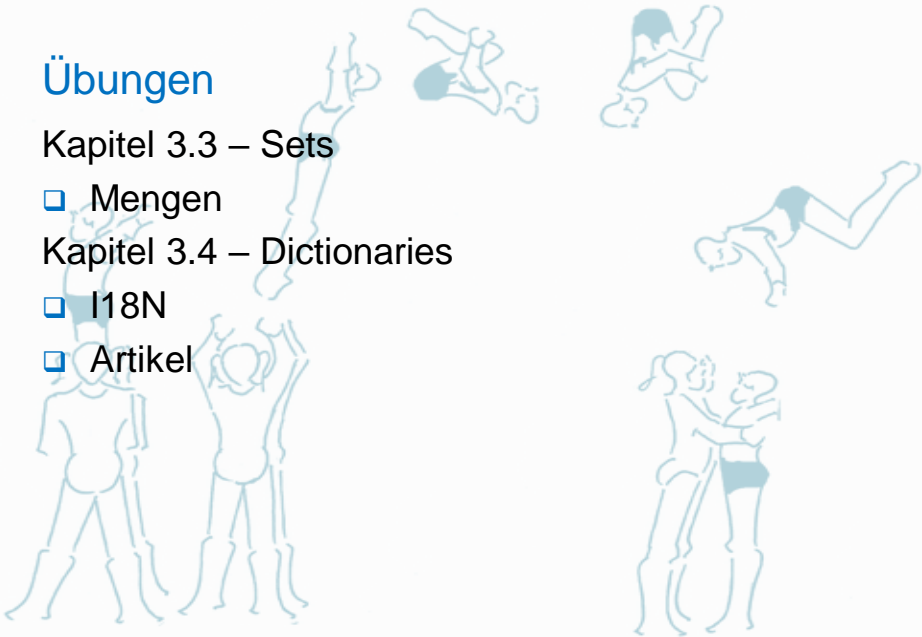 Übungen
Kapitel 3.3 – Sets
❑ Mengen
Kapitel 3.4 – Dictionaries
❑ I18N
❑ Artikel